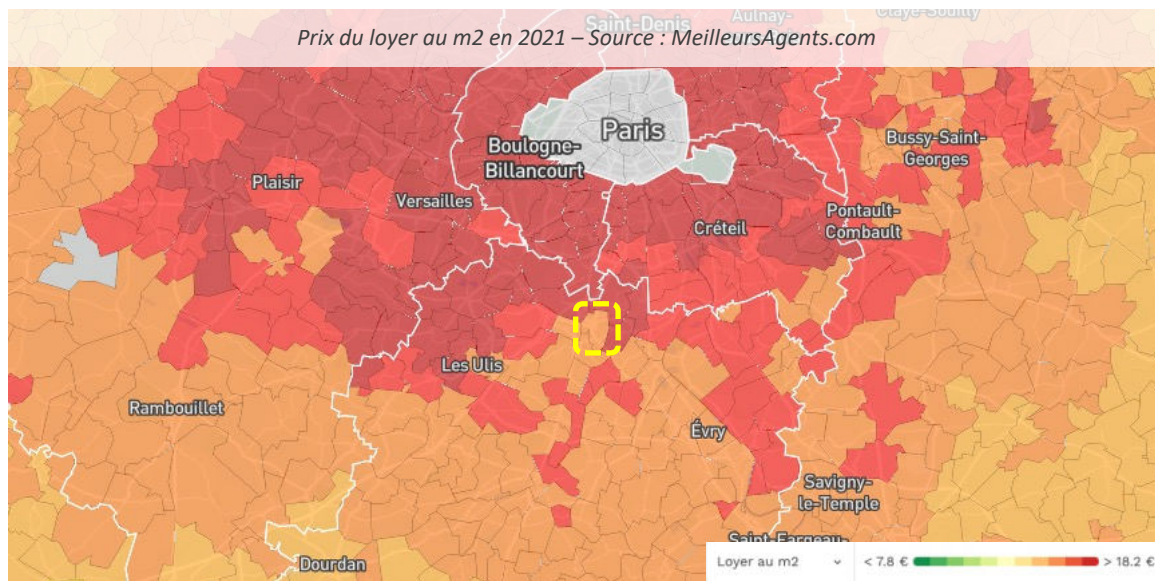 Saint-Denis
Aulnay-
Claye-Souilly
Prix du loyer au m2 en 2021 – Source : MeilleursAgents.com
Paris
Boulogne-
Billancourt
Bussy-Saint-
Georges
Plaisir
Versailles
Créteil
Pontault-
Combault
Les Ulis
Rambouillet
Évry
Savigny-
le-Temple
Saint-Fargeau-
Dourdan
Loyer au m2
< 7.8 €
> 18.2 €